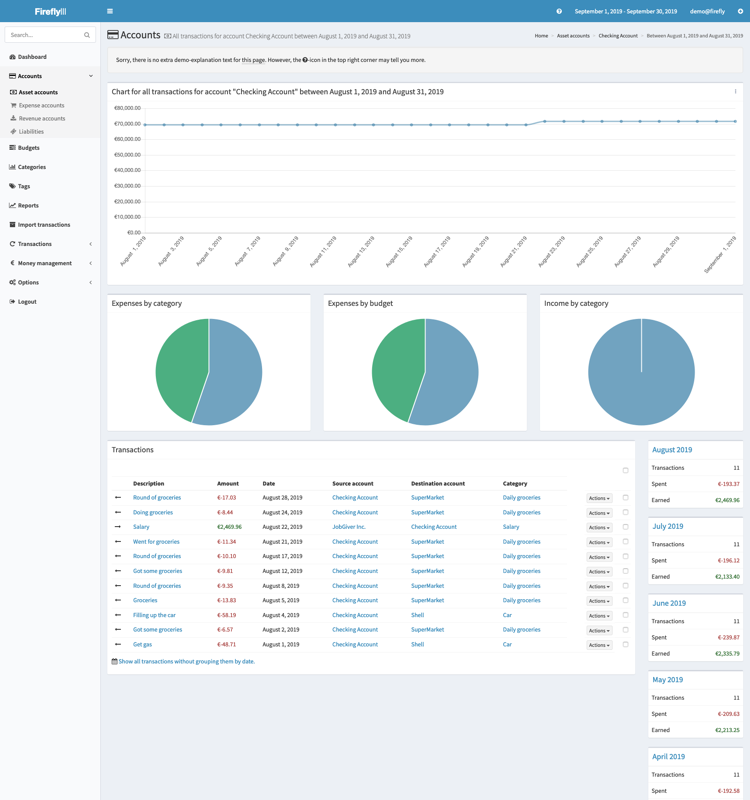 FireflyIII
September 1, 2019 - September 30, 2019
demo@firefly
Search...
Dashboard
Accounts
Asset accounts
Expense accounts
Revenue accounts
Liabilities
Budgets
Categories
Tags
Reports
Import transactions
Transactions
Money management
Options
Logout
Accounts All transactions for account Checking Account between August 1, 2019 and August 31, 2019
Home Asset accounts Checking Account Between August 1, 2019 and August 31, 2019
Sorry, there is no extra demo-explanation text for this page. However, the ?-icon in the top right corner may tell you more.
Chart for all transactions for account "Checking Account" between August 1, 2019 and August 31, 2019
€80,000.00
€70,000.00
€60,000.00
€50,000.00
€40,000.00
€30,000.00
€20,000.00
€10,000.00
€0.00
August 1, 2019
August 3, 2019
August 5, 2019
August 7, 2019
August 9, 2019
August 11, 2019
August 13, 2019
August 15, 2019
August 17, 2019
August 19, 2019
August 21, 2019
August 23, 2019
August 25, 2019
August 27, 2019
August 29, 2019
September 1, 2019
Expenses by category
Expenses by budget
Income by category
Transactions
Description Amount Date Source account Destination account Category
Round of groceries €-17.03 August 28, 2019 Checking Account SuperMarket Daily groceries Actions
Doing groceries €-8.44 August 24, 2019 Checking Account SuperMarket Daily groceries Actions
Salary €2,469.96 August 22, 2019 JobGiver Inc. Checking Account Salary Actions
Went for groceries €-11.34 August 21, 2019 Checking Account SuperMarket Daily groceries Actions
Round of groceries €-10.10 August 17, 2019 Checking Account SuperMarket Daily groceries Actions
Got some groceries €-9.81 August 12, 2019 Checking Account SuperMarket Daily groceries Actions
Round of groceries €-9.35 August 8, 2019 Checking Account SuperMarket Daily groceries Actions
Groceries €-13.83 August 5, 2019 Checking Account SuperMarket Daily groceries Actions
Filling up the car €-58.19 August 4, 2019 Checking Account Shell Car Actions
Got some groceries €-6.57 August 2, 2019 Checking Account SuperMarket Daily groceries Actions
Get gas €-48.71 August 1, 2019 Checking Account Shell Car Actions
Show all transactions without grouping them by date.
August 2019
Transactions 11
Spent €-193.37
Earned €2,469.96
July 2019
Transactions 11
Spent €-196.12
Earned €2,133.40
June 2019
Transactions 11
Spent €-239.87
Earned €2,335.79
May 2019
Transactions 11
Spent €-209.63
Earned €2,213.25
April 2019
Transactions 11
Spent €-192.58